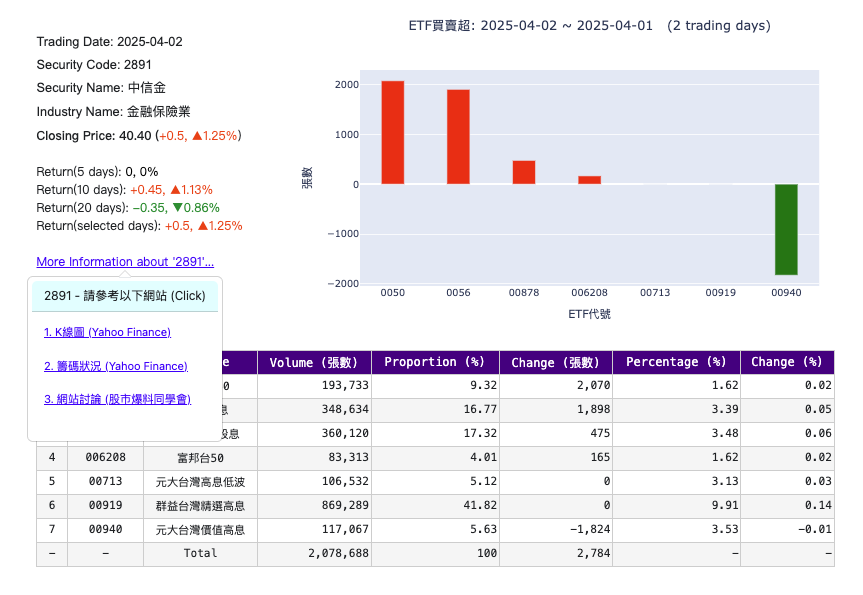 ETF買賣超: 2025-04-02 ~ 2025-04-01 (2 trading days)
Trading Date: 2025-04-02
Security Code: 2891
Security Name: 中信金
Industry Name: 金融保險業
Closing Price: 40.40 (+0.5, ▲1.25%)
Return(5 days): 0, 0%
Return(10 days): +0.45, ▲1.13%
Return(20 days): −0.35, ▼0.86%
Return(selected days): +0.5, ▲1.25%
More Information about '2891'...
2891 - 請參考以下網站 (Click)
1. K線圖 (Yahoo Finance)
2. 籌碼狀況 (Yahoo Finance)
3. 網站討論 (股市爆料同學會)
張數
2000
1000
0
−1000
−2000
0050 0056 00878 006208 00713 00919 00940
ETF代號
e Volume (張數) Proportion (%) Change (張數) Percentage (%) Change (%)
0 193,733 9.32 2,070 1.62 0.02
息 348,634 16.77 1,898 3.39 0.05
股息 360,120 17.32 475 3.48 0.06
4 006208 富邦台50 83,313 4.01 165 1.62 0.02
5 00713 元大台灣高息低波 106,532 5.12 0 3.13 0.03
6 00919 群益台灣精選高息 869,289 41.82 0 9.91 0.14
7 00940 元大台灣價值高息 117,067 5.63 −1,824 3.53 −0.01
− − Total 2,078,688 100 2,784 − −